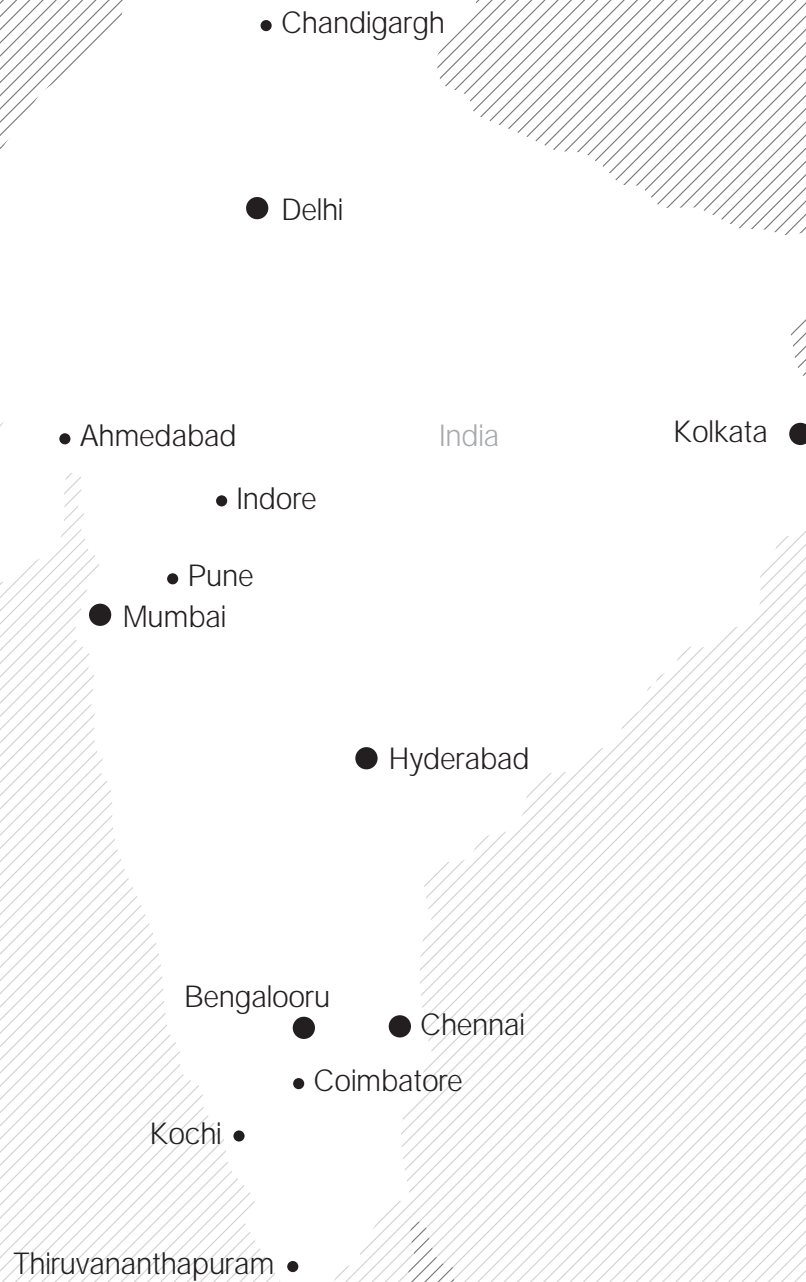 Chandigargh
Delhi
Ahmedabad
India
Kolkata
Indore
Pune
Mumbai
Hyderabad
Bengalooru
Chennai
Coimbatore
Kochi
Thiruvananthapuram